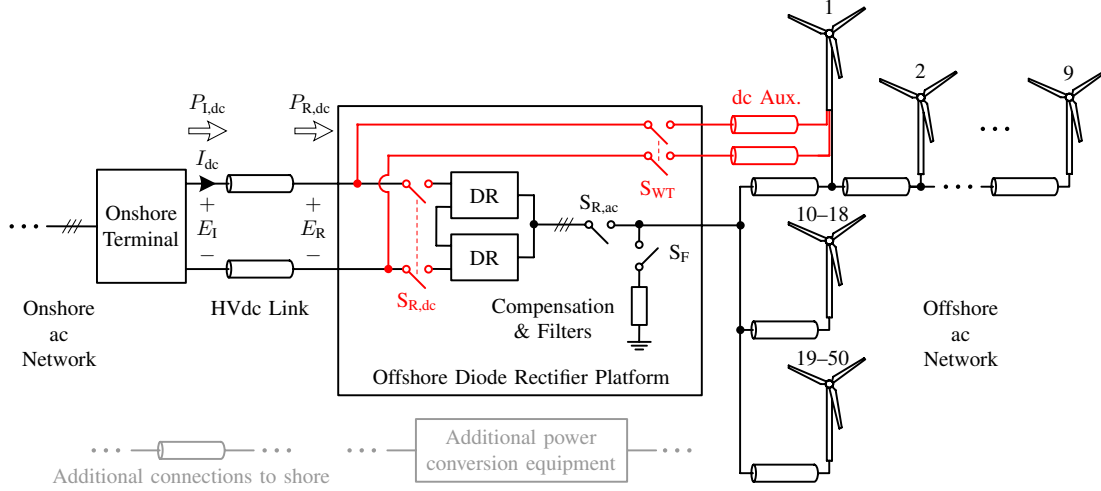 1
2
9
dc Aux.
P_I,dc
P_R,dc
I_dc
S_WT
DR
10–18
Onshore
Terminal
+
E_I
−
+
E_R
−
S_R,ac
DR
S_F
S_R,dc
HVdc Link
Compensation
& Filters
Onshore
ac
Network
Offshore
ac
Network
Offshore Diode Rectifier Platform
19–50
Additional connections to shore
Additional power
conversion equipment